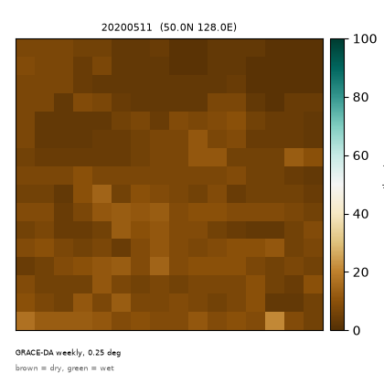 20200511  (50.0N 128.0E)
100
80
60
40
20
0
GRACE-DA weekly, 0.25 deg
brown = dry, green = wet